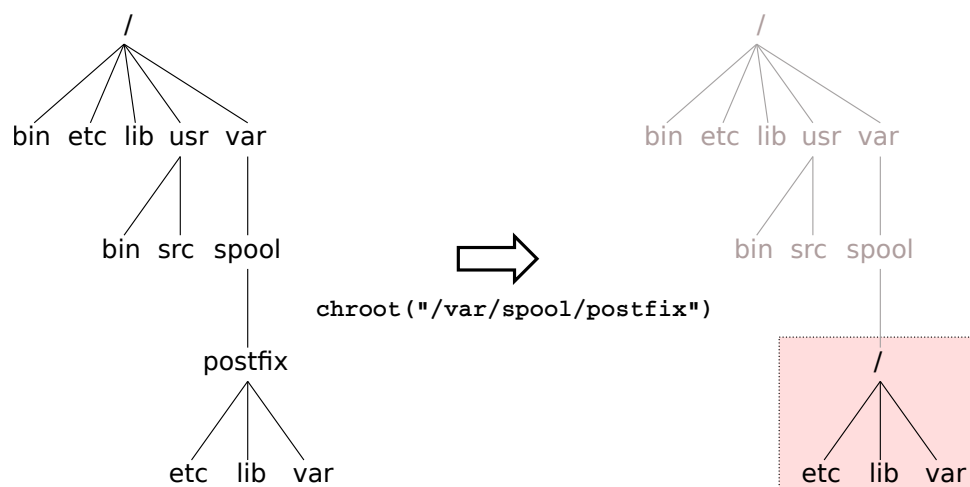 / /
bin etc lib usr var bin etc lib usr var
bin src spool bin src spool
chroot("/var/spool/postfix")
postfix /
etc lib var etc lib var